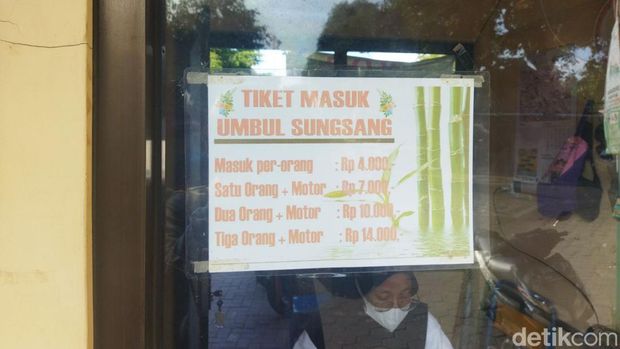 TIKET MASUK
UMBUL SUNGSANG
Masuk per-orang : Rp 4.000,
Satu Orang + Motor : Rp 7.000,
Dua Orang + Motor : Rp 10.000,
Tiga Orang + Motor : Rp 14.000,
detikcom